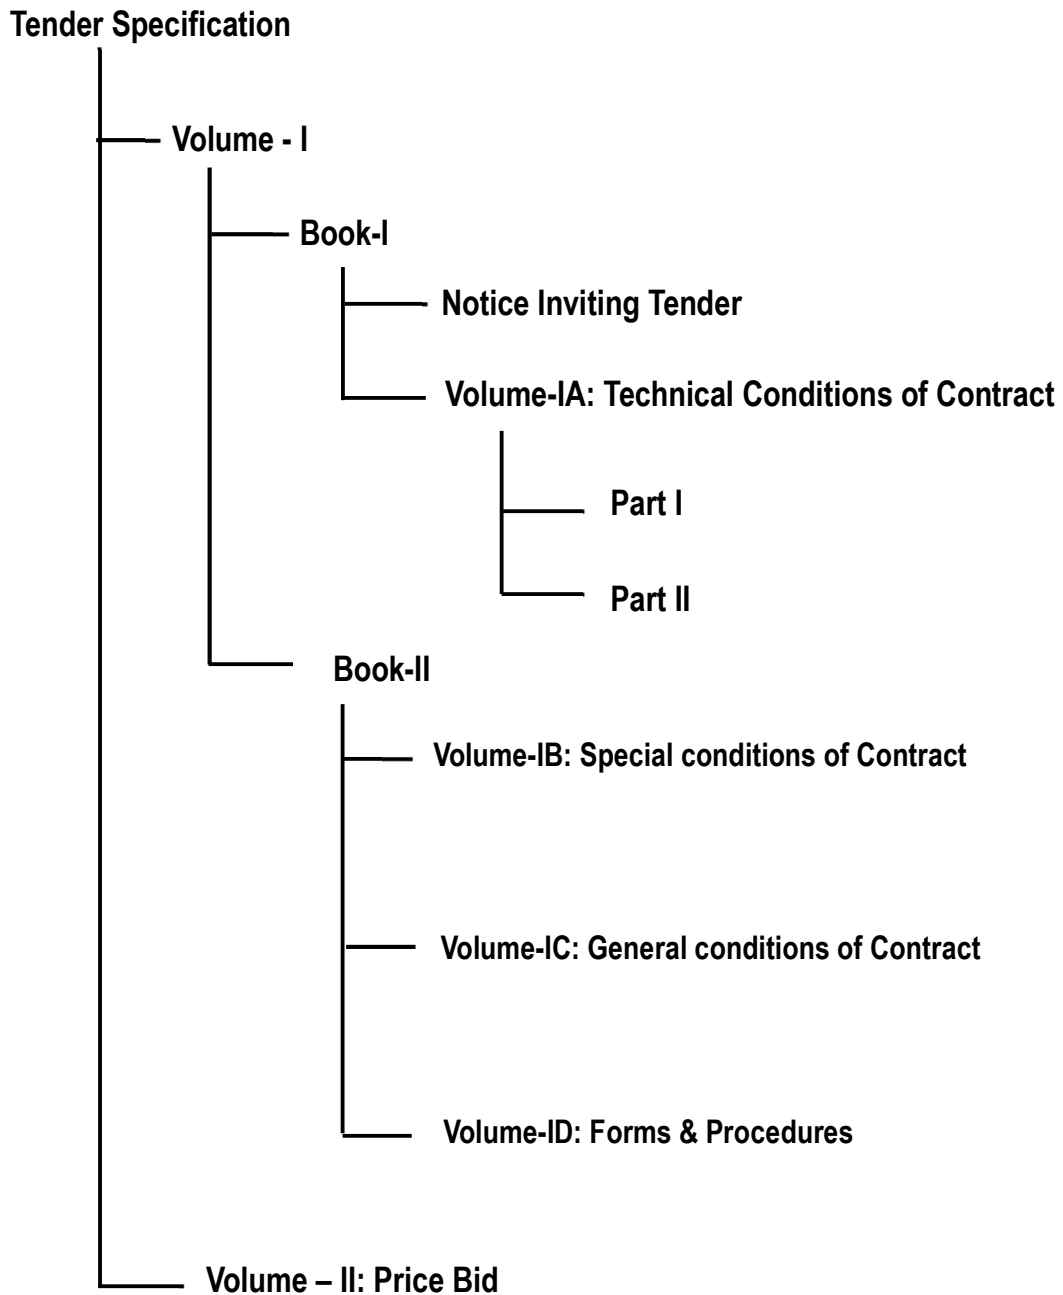 Tender Specification
Volume - I
Book-I
Notice Inviting Tender
Volume-IA: Technical Conditions of Contract
Part I
Part II
Book-II
Volume-IB: Special conditions of Contract
Volume-IC: General conditions of Contract
Volume-ID: Forms & Procedures
Volume – II: Price Bid